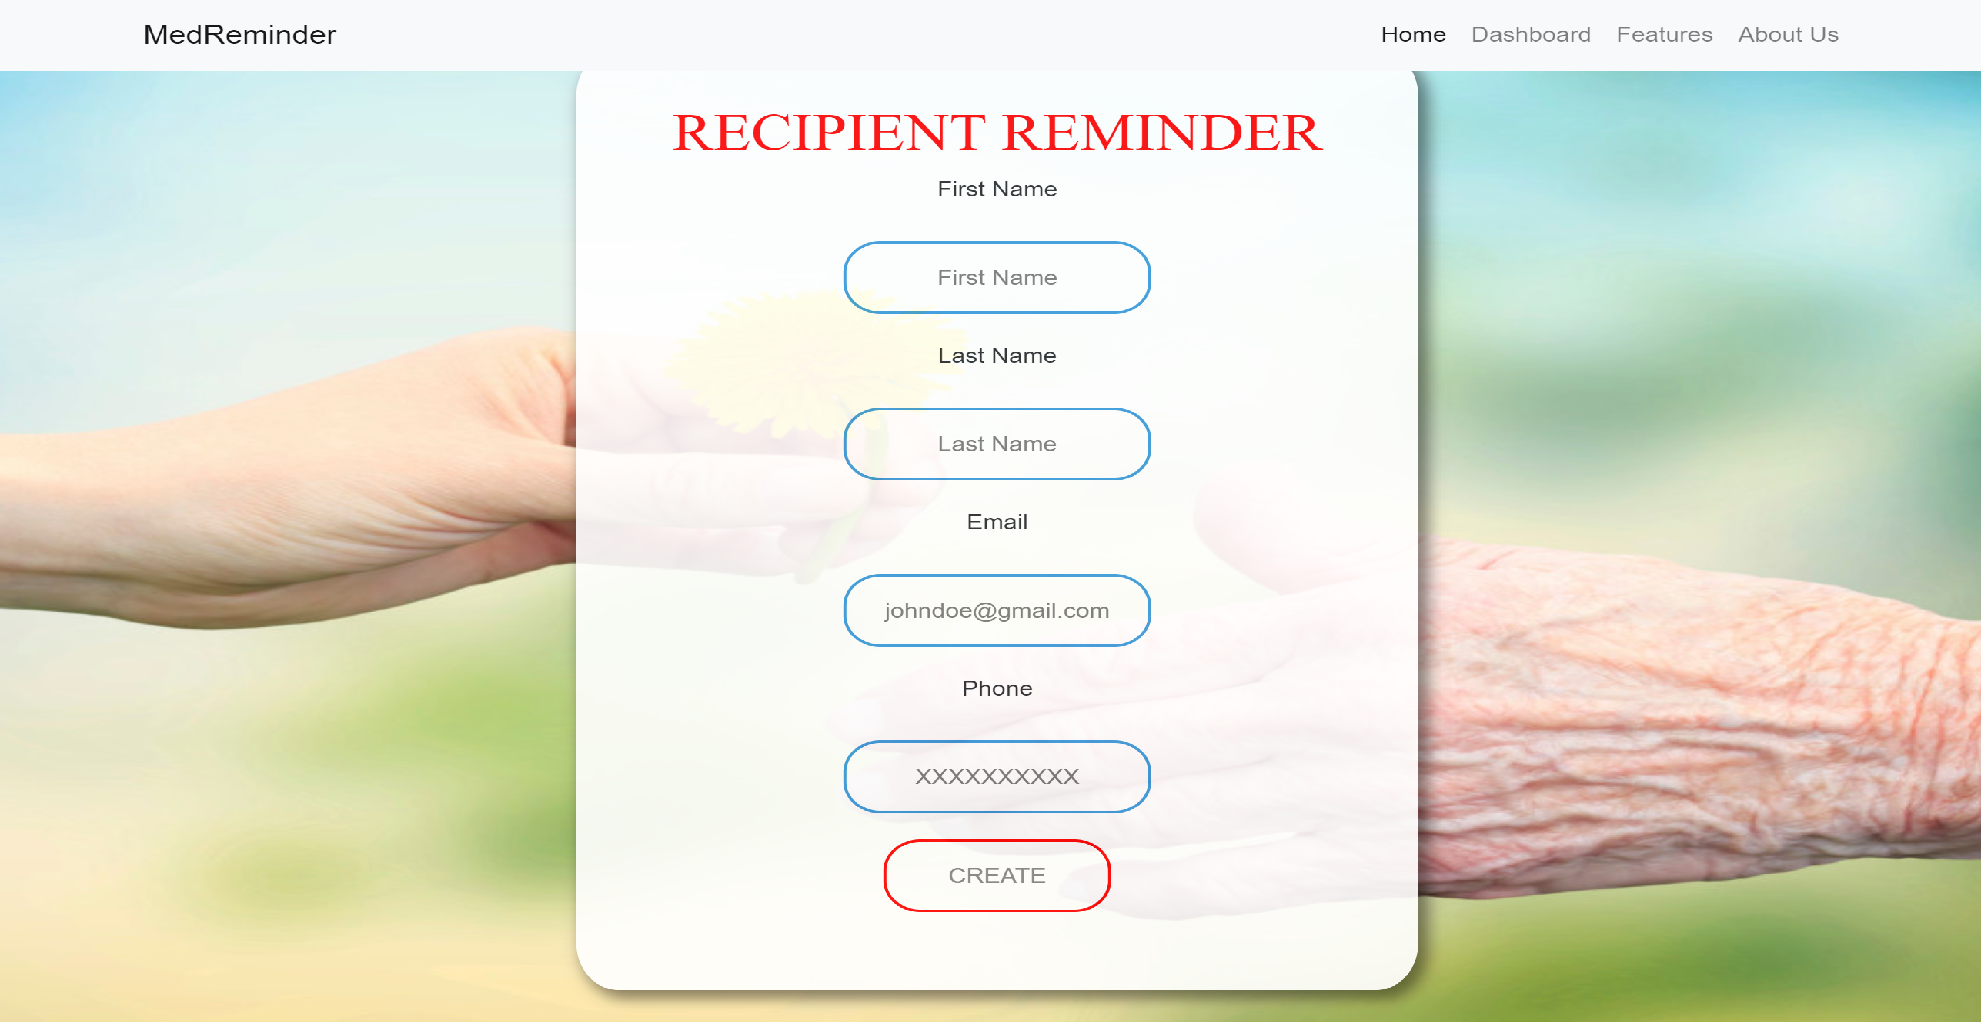 MedReminder
Home Dashboard Features About Us
RECIPIENT REMINDER
First Name
First Name
Last Name
Last Name
Email
johndoe@gmail.com
Phone
XXXXXXXXXX
CREATE